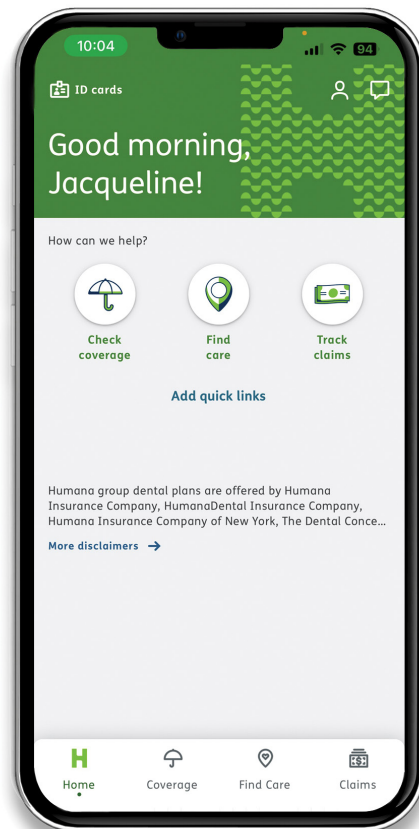 10:04
94
ID cards
Good morning,
Jacqueline!
How can we help?
Check
coverage
Find
care
Track
claims
Add quick links
Humana group dental plans are offered by Humana
Insurance Company, HumanaDental Insurance Company,
Humana Insurance Company of New York, The Dental Conce...
More disclaimers
H
Home
Coverage
Find Care
Claims